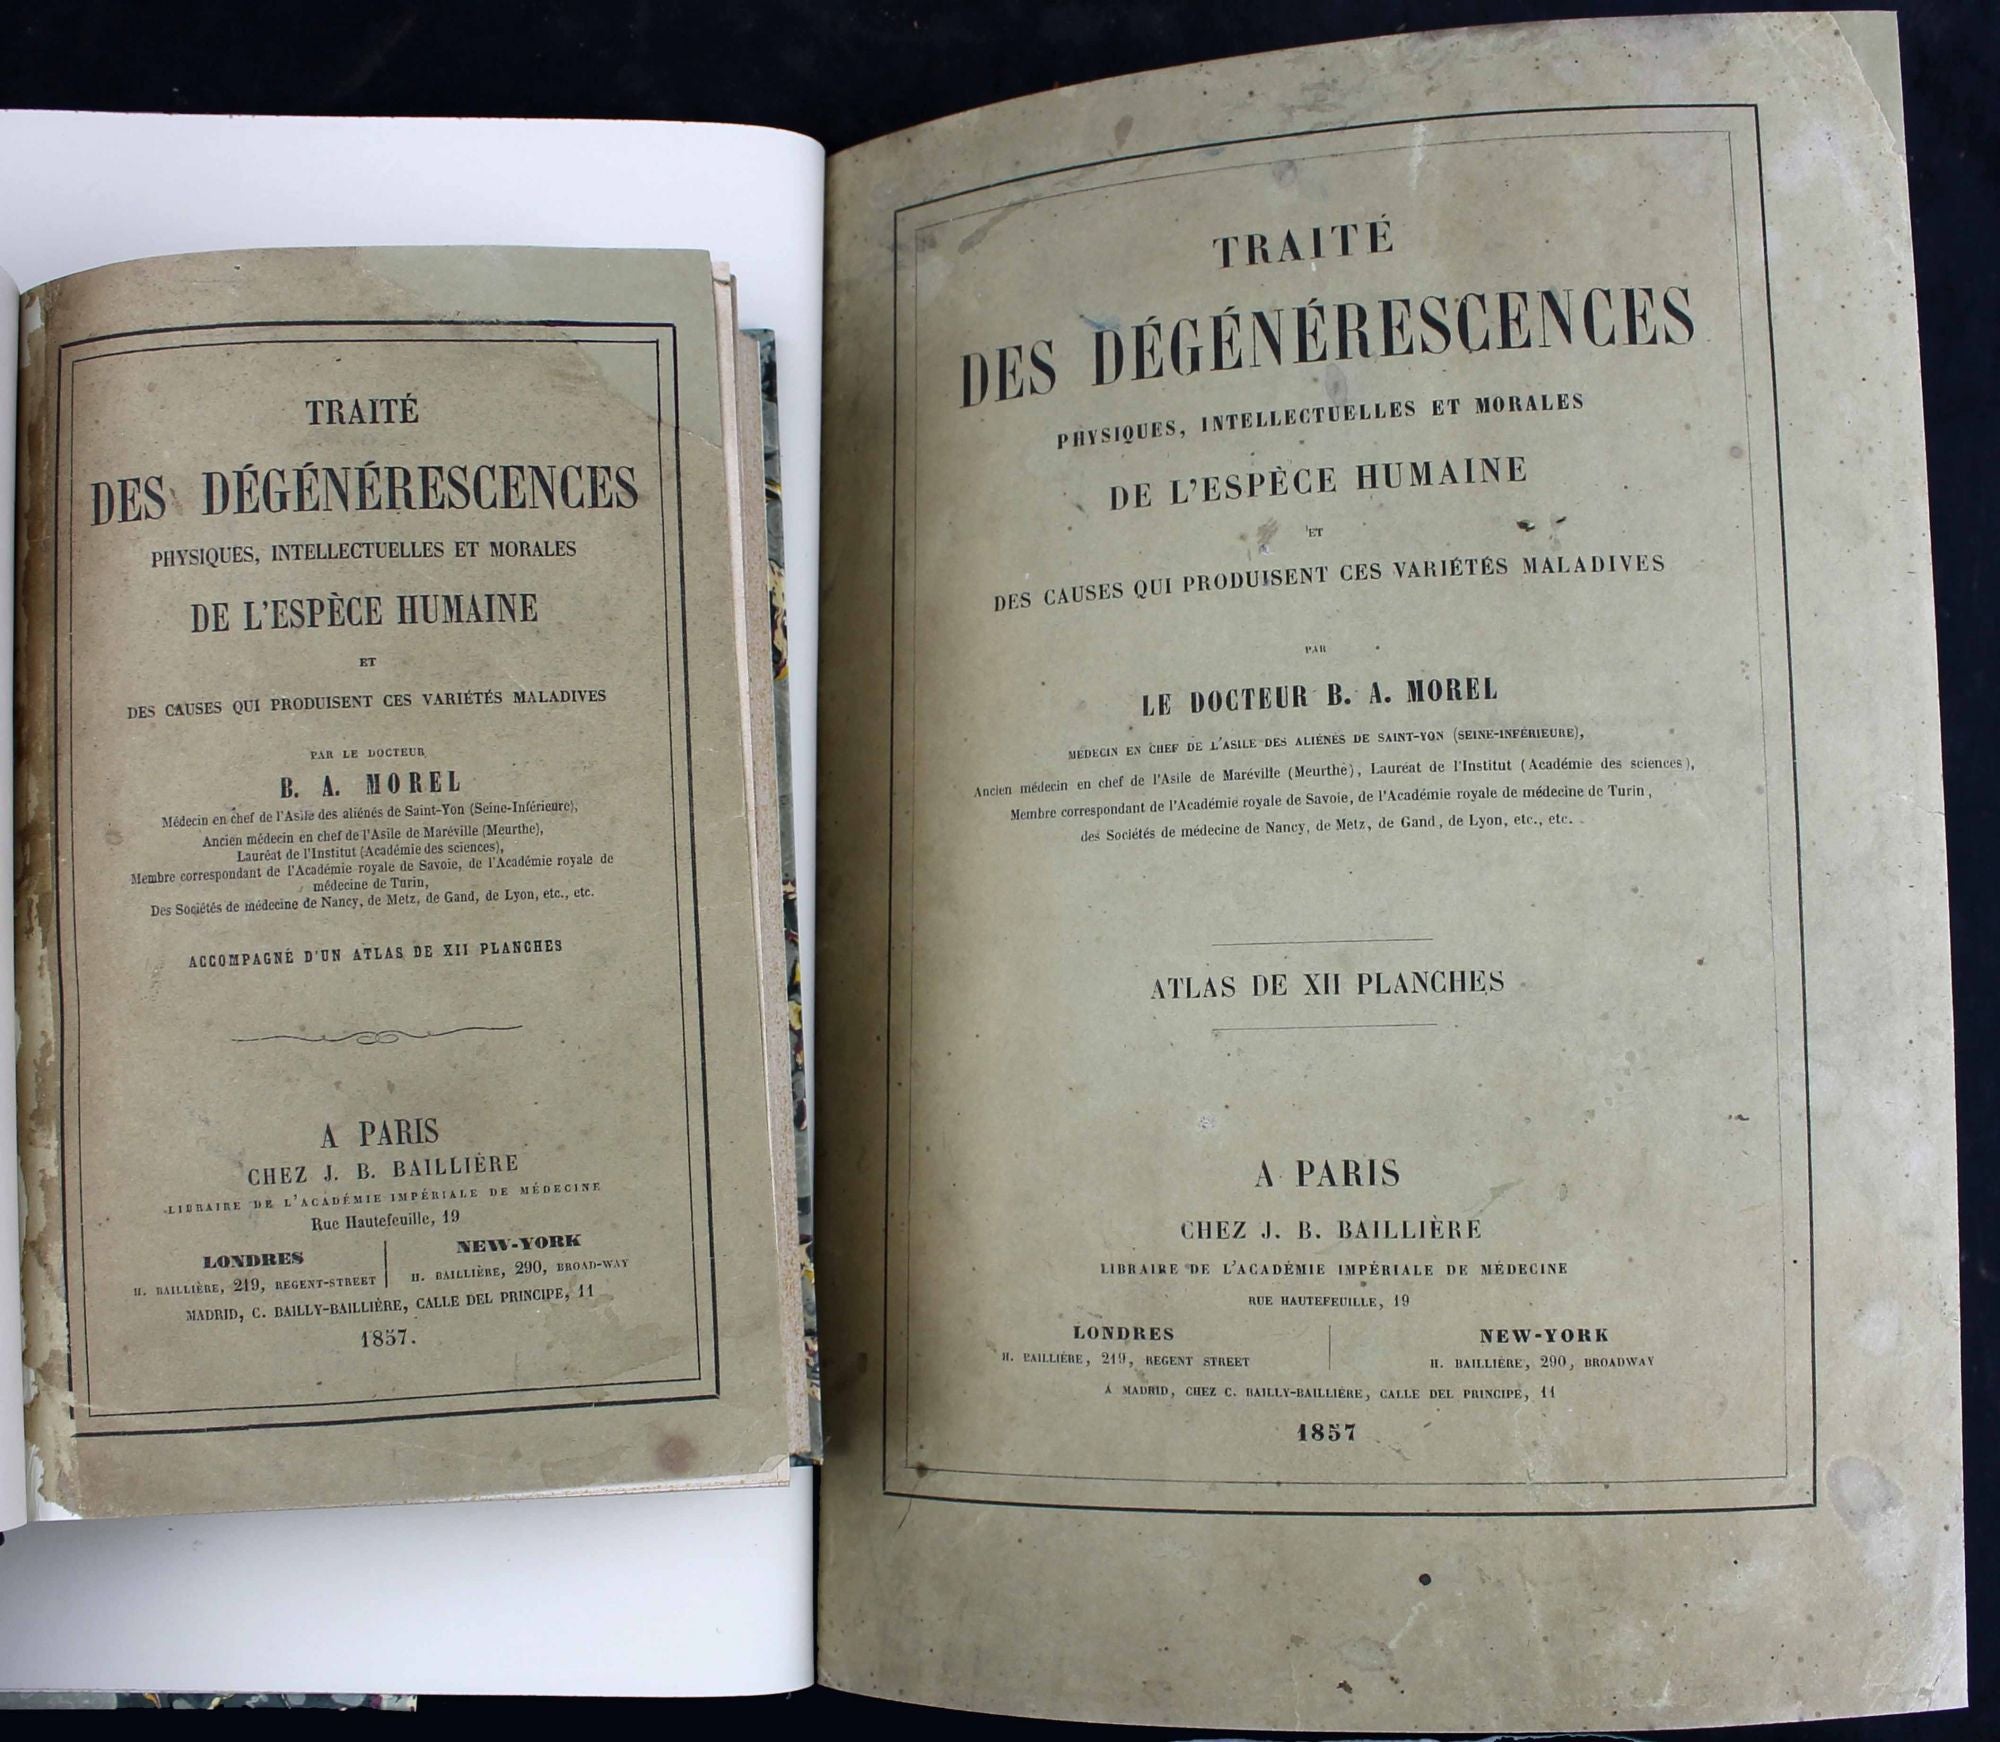 TRAITÉ
DES DÉGÉNÉRESCENCES
PHYSIQUES, INTELLECTUELLES ET MORALES
DE L'ESPÈCE HUMAINE
ET
DES CAUSES QUI PRODUISENT CES VARIÉTÉS MALADIVES
PAR LE DOCTEUR
B. A. MOREL
Médecin en chef de l'Asile des aliénés de Saint-Yon (Seine-Inférieure),
Ancien médecin en chef de l'Asile de Maréville (Meurthe),
Lauréat de l'Institut (Académie des sciences),
Membre correspondant de l'Académie royale de Savoie, de l'Académie royale de
médecine de Turin,
Des Sociétés de médecine de Nancy, de Metz, de Gand, de Lyon, etc., etc.
ACCOMPAGNÉ D'UN ATLAS DE XII PLANCHES
A PARIS
CHEZ J. B. BAILLIÈRE
LIBRAIRE DE L'ACADÉMIE IMPÉRIALE DE MÉDECINE
Rue Hautefeuille, 19
LONDRES
H. BAILLIÈRE, 219, REGENT-STREET
NEW-YORK
H. BAILLIÈRE, 290, BROAD-WAY
MADRID, C. BAILLY-BAILLIÈRE, CALLE DEL PRINCIPE, 11
1857.
TRAITÉ
DES DÉGÉNÉRESCENCES
PHYSIQUES, INTELLECTUELLES ET MORALES
DE L'ESPÈCE HUMAINE
ET
DES CAUSES QUI PRODUISENT CES VARIÉTÉS MALADIVES
PAR
LE DOCTEUR B. A. MOREL
MÉDECIN EN CHEF DE L'ASILE DES ALIÉNÉS DE SAINT-YON (SEINE-INFÉRIEURE),
Ancien médecin en chef de l'Asile de Maréville (Meurthe), Lauréat de l'Institut (Académie des sciences),
Membre correspondant de l'Académie royale de Savoie, de l'Académie royale de médecine de Turin,
des Sociétés de médecine de Nancy, de Metz, de Gand, de Lyon, etc., etc.
ATLAS DE XII PLANCHES
A PARIS
CHEZ J. B. BAILLIÈRE
LIBRAIRE DE L'ACADÉMIE IMPÉRIALE DE MÉDECINE
RUE HAUTEFEUILLE, 19
LONDRES
H. BAILLIÈRE, 219, REGENT STREET
NEW-YORK
H. BAILLIÈRE, 290, BROADWAY
A MADRID, CHEZ C. BAILLY-BAILLIÈRE, CALLE DEL PRINCIPE, 11
1857